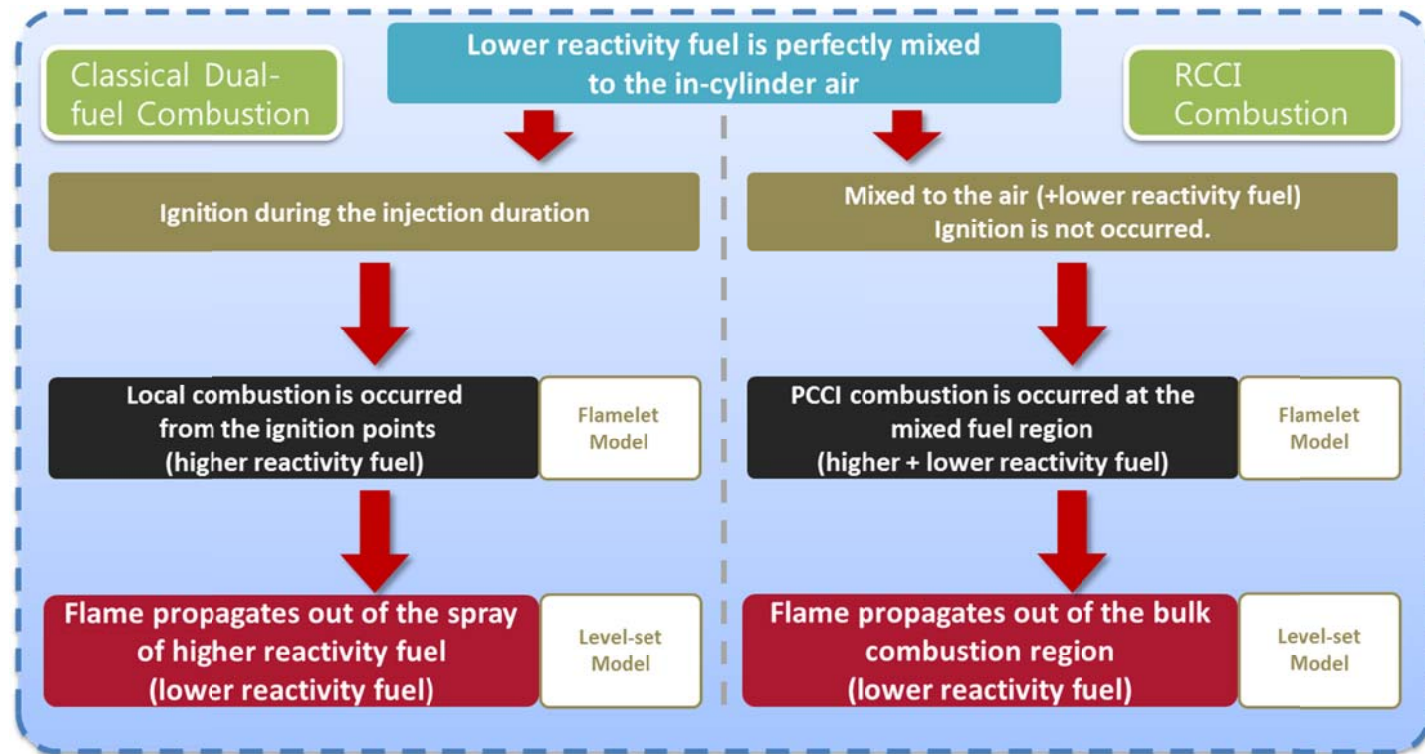 Lower reactivity fuel is perfectly mixed
to the in-cylinder air
Classical Dual-
fuel Combustion
RCCI
Combustion
Ignition during the injection duration
Mixed to the air (+lower reactivity fuel)
Ignition is not occurred.
Local combustion is occurred
from the ignition points
(higher reactivity fuel)
Flamelet
Model
PCCI combustion is occurred at the
mixed fuel region
(higher + lower reactivity fuel)
Flamelet
Model
Flame propagates out of the spray
of higher reactivity fuel
(lower reactivity fuel)
Level-set
Model
Flame propagates out of the bulk
combustion region
(lower reactivity fuel)
Level-set
Model